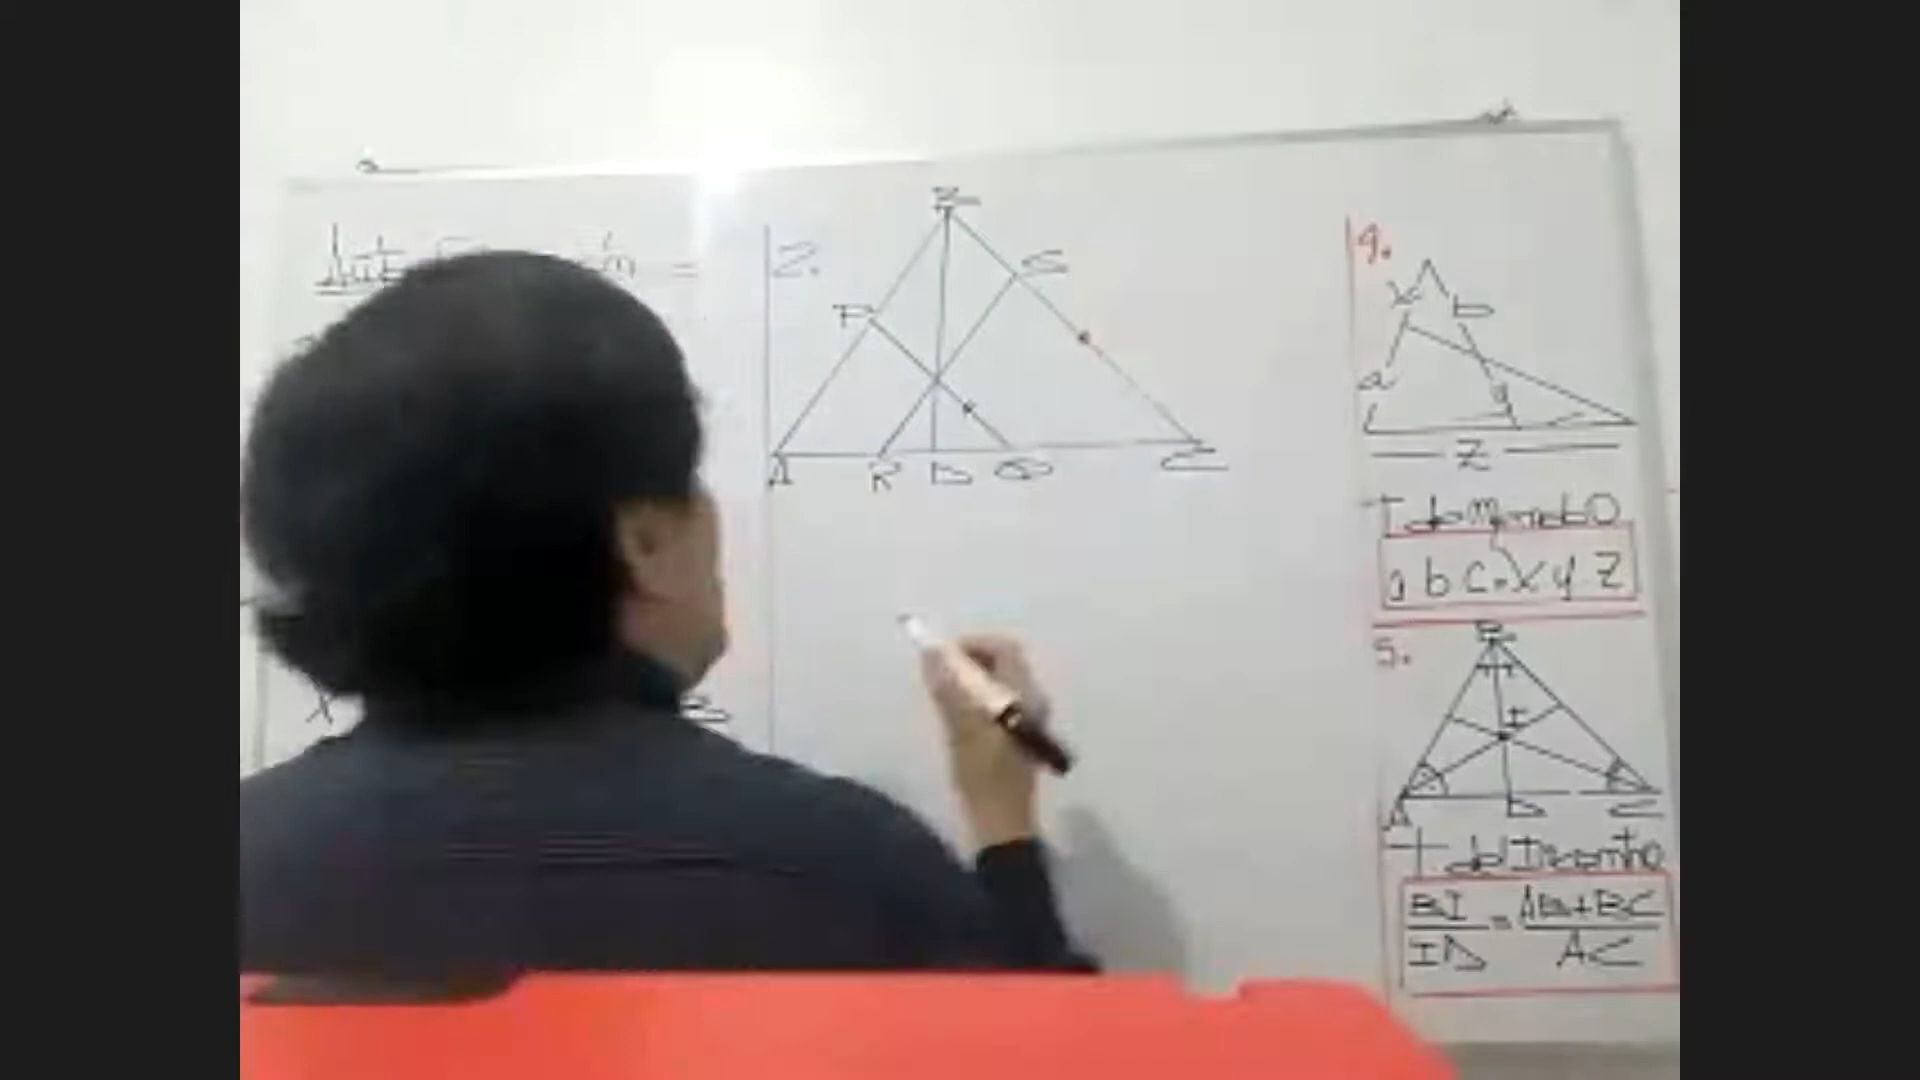 2.
B
S
P
A R D Q C
4.
x b
a
z
T. de Menelao
a b c = x y z
5.
B
I
A D C
T. del Incentro
BI/ID = AB+BC/AC